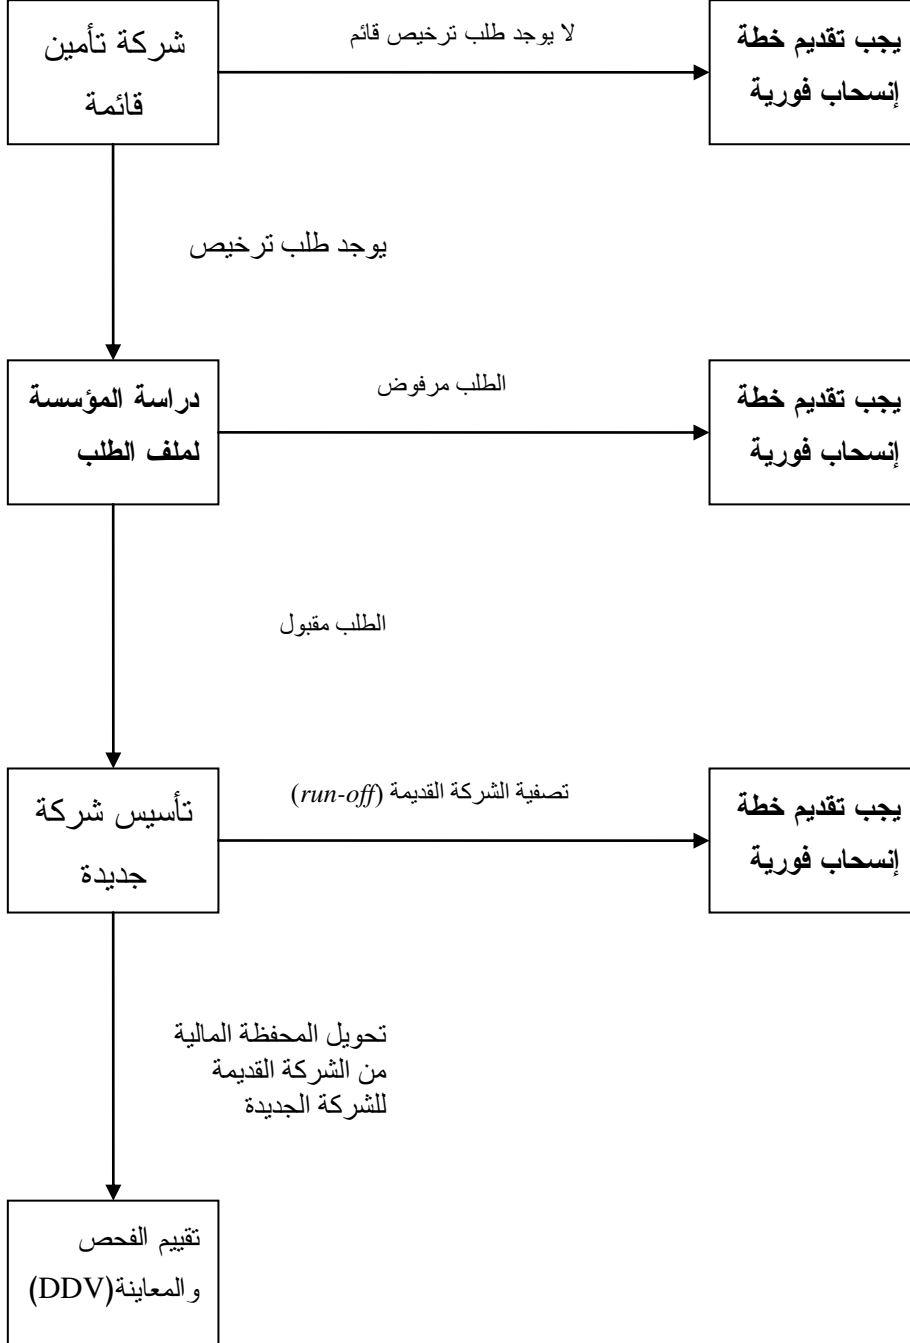 شركة تأمين
قائمة
لا يوجد طلب ترخيص قائم
يجب تقديم خطة
إنسحاب فورية
يوجد طلب ترخيص
دراسة المؤسسة
لملف الطلب
الطلب مرفوض
يجب تقديم خطة
إنسحاب فورية
الطلب مقبول
تأسيس شركة
جديدة
تصفية الشركة القديمة (run-off)
يجب تقديم خطة
إنسحاب فورية
تحويل المحفظة المالية
من الشركة القديمة
للشركة الجديدة
تقييم الفحص
والمعاينة(DDV)